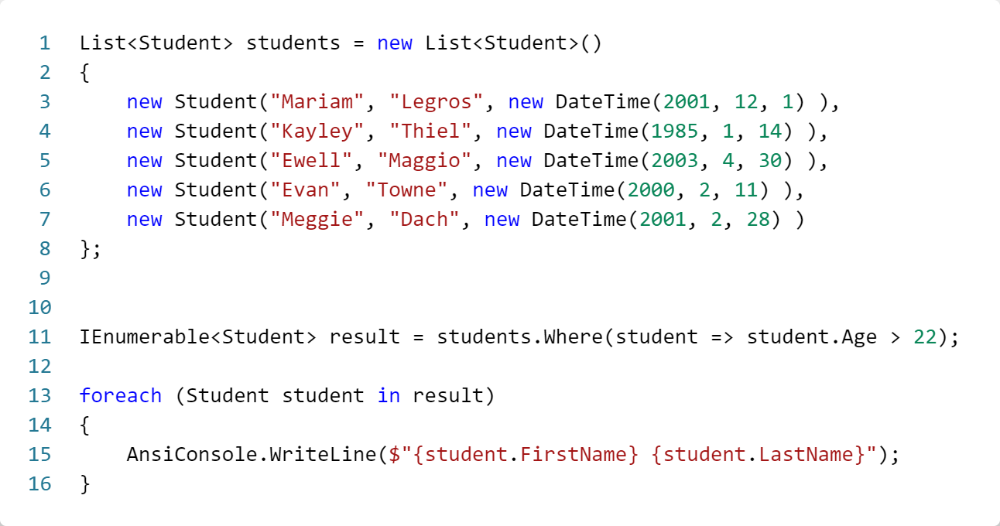 1 List<Student> students = new List<Student>()
2 {
3     new Student("Mariam", "Legros", new DateTime(2001, 12, 1) ),
4     new Student("Kayley", "Thiel", new DateTime(1985, 1, 14) ),
5     new Student("Ewell", "Maggio", new DateTime(2003, 4, 30) ),
6     new Student("Evan", "Towne", new DateTime(2000, 2, 11) ),
7     new Student("Meggie", "Dach", new DateTime(2001, 2, 28) )
8 };
9
10
11 IEnumerable<Student> result = students.Where(student => student.Age > 22);
12
13 foreach (Student student in result)
14 {
15     AnsiConsole.WriteLine($"{student.FirstName} {student.LastName}");
16 }